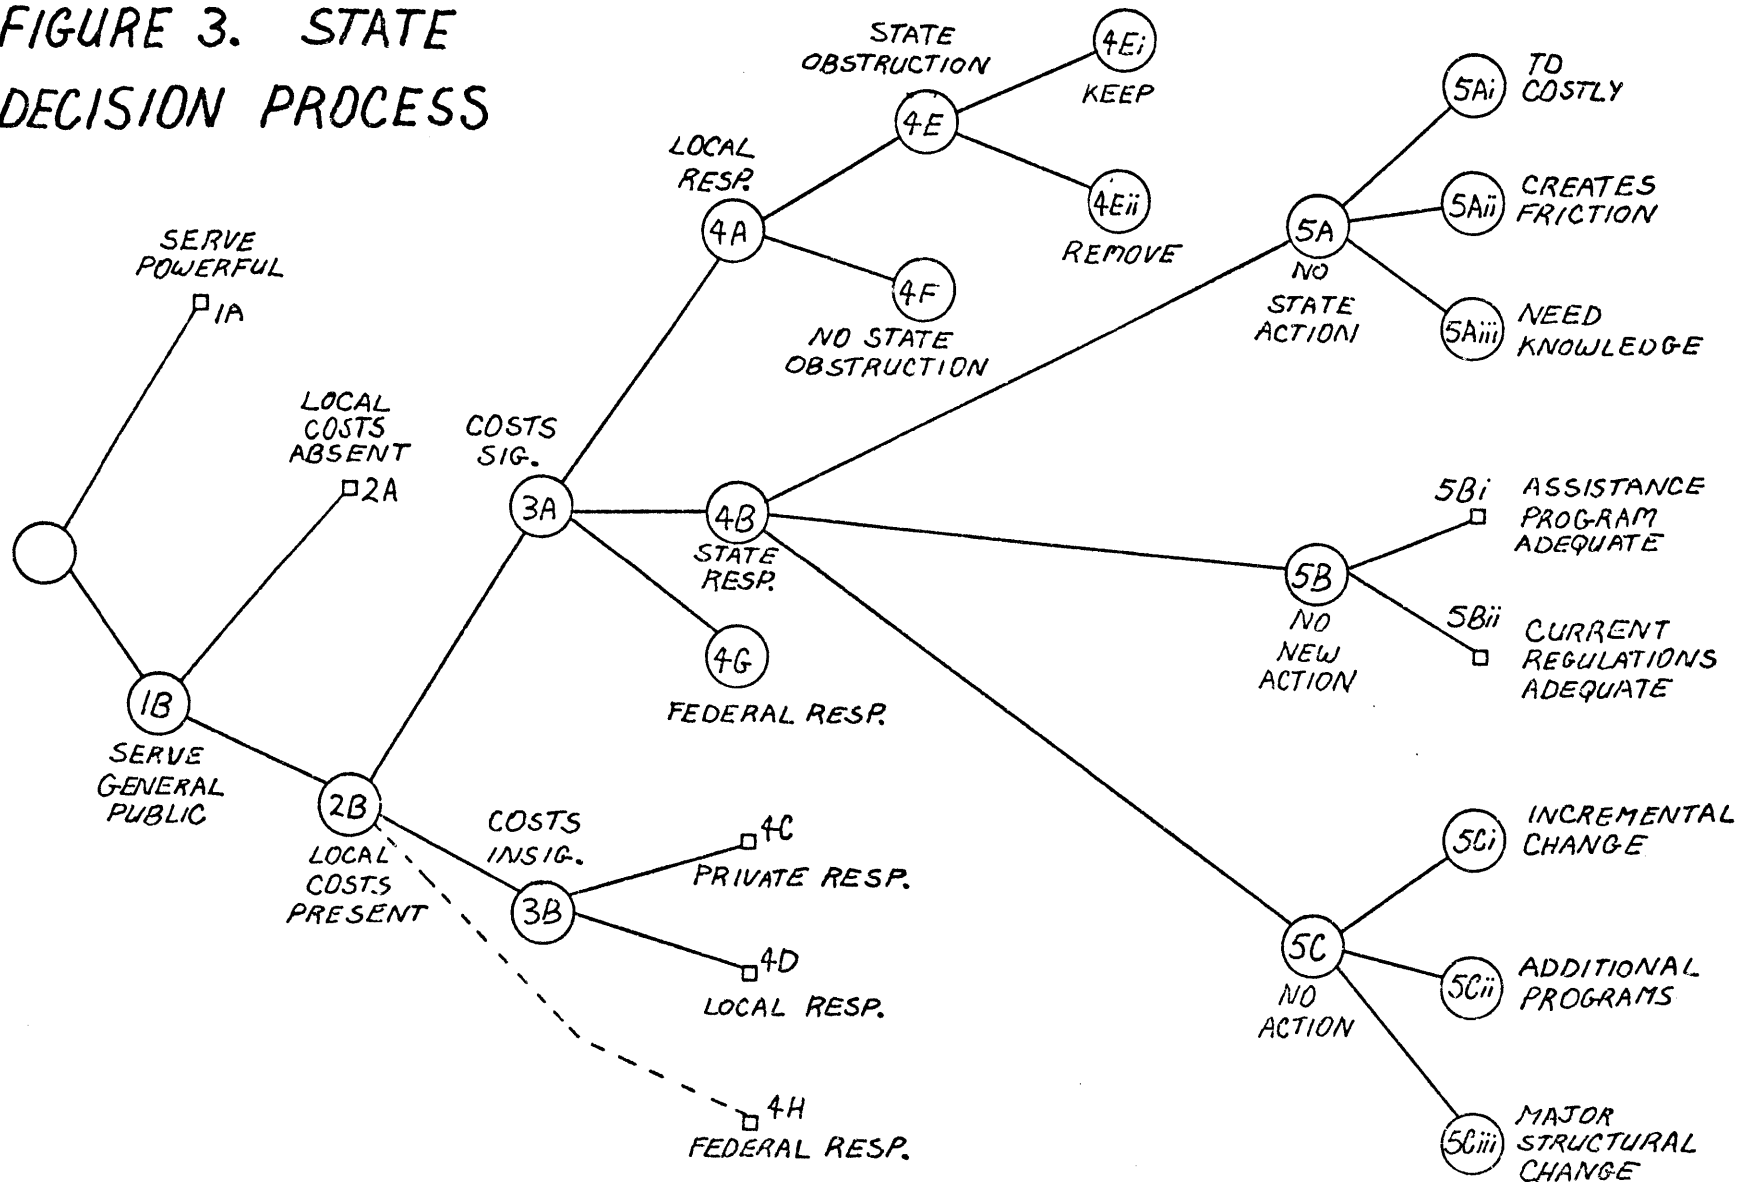 FIGURE 3. STATE
DECISION PROCESS
SERVE
POWERFUL
1A
1B
SERVE
GENERAL
PUBLIC
LOCAL
COSTS
ABSENT
2A
2B
LOCAL
COSTS
PRESENT
COSTS
SIG.
3A
COSTS
INSIG.
3B
LOCAL
RESP.
4A
4B
STATE
RESP.
4G
FEDERAL RESP.
4C
PRIVATE RESP.
4D
LOCAL RESP.
4H
FEDERAL RESP.
STATE
OBSTRUCTION
4E
4F
NO STATE
OBSTRUCTION
4Ei
KEEP
4Eii
REMOVE
5A
NO
STATE
ACTION
5Ai
TO
COSTLY
5Aii
CREATES
FRICTION
5Aiii
NEED
KNOWLEDGE
5B
NO
NEW
ACTION
5Bi
ASSISTANCE
PROGRAM
ADEQUATE
5Bii
CURRENT
REGULATIONS
ADEQUATE
5C
NO
ACTION
5Ci
INCREMENTAL
CHANGE
5Cii
ADDITIONAL
PROGRAMS
5Ciii
MAJOR
STRUCTURAL
CHANGE